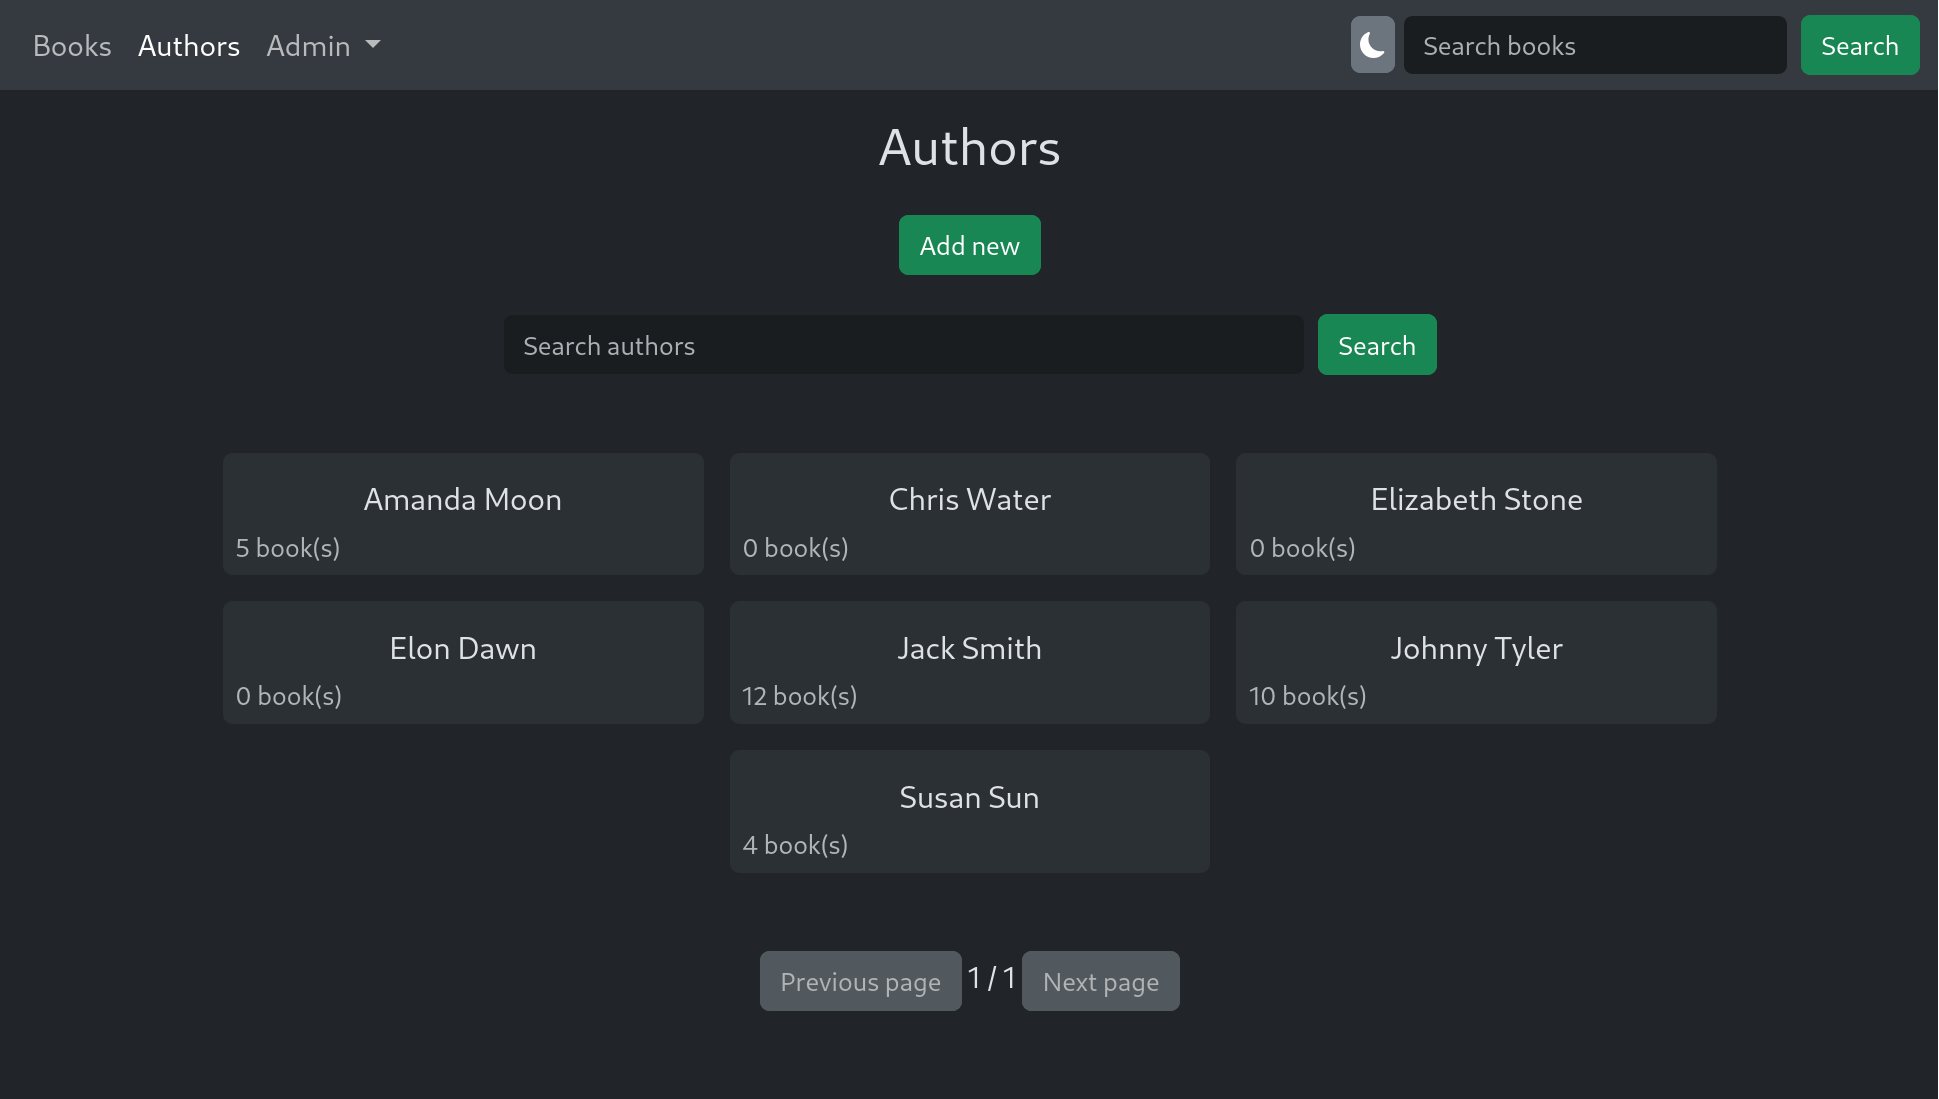 Books Authors Admin Search books Search
Authors
Add new
Search authors Search
Amanda Moon
5 book(s)
Chris Water
0 book(s)
Elizabeth Stone
0 book(s)
Elon Dawn
0 book(s)
Jack Smith
12 book(s)
Johnny Tyler
10 book(s)
Susan Sun
4 book(s)
Previous page 1 / 1 Next page